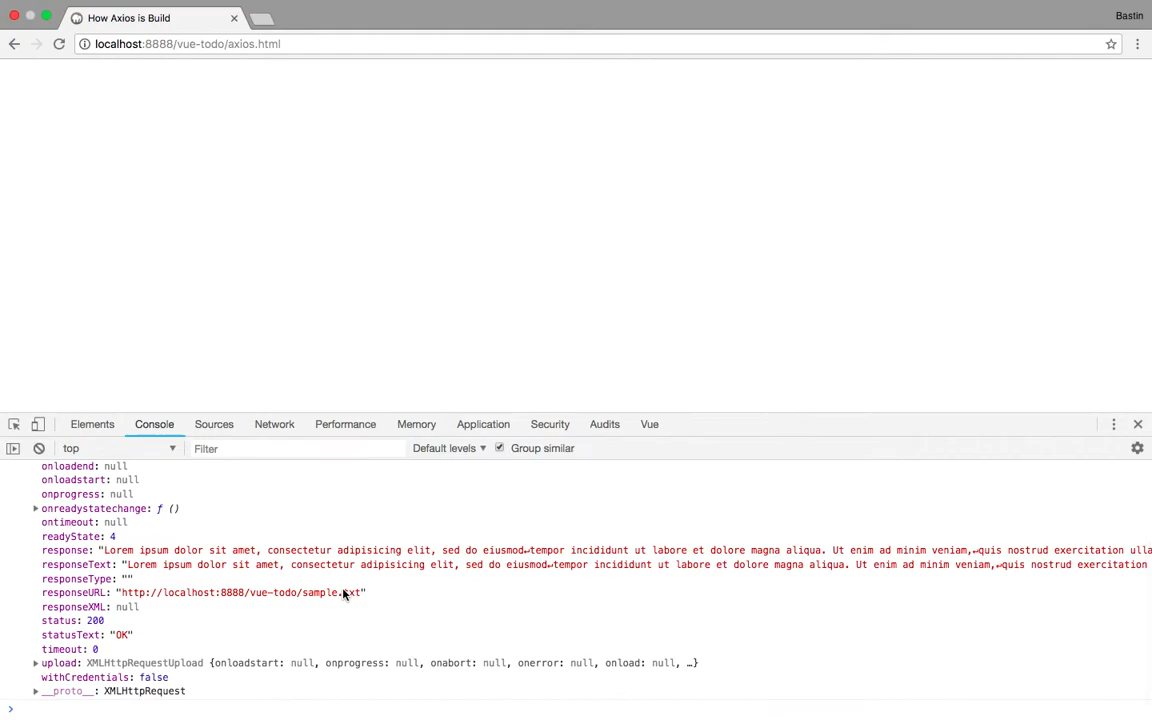 How Axios is Build
Bastin
localhost:8888/vue-todo/axios.html
Elements Console Sources Network Performance Memory Application Security Audits Vue
top Filter Default levels Group similar
onloadend: null
onloadstart: null
onprogress: null
onreadystatechange: ƒ ()
ontimeout: null
readyState: 4
response: "Lorem ipsum dolor sit amet, consectetur adipisicing elit, sed do eiusmod↵tempor incididunt ut labore et dolore magna aliqua. Ut enim ad minim veniam,↵quis nostrud exercitation ulla
responseText: "Lorem ipsum dolor sit amet, consectetur adipisicing elit, sed do eiusmod↵tempor incididunt ut labore et dolore magna aliqua. Ut enim ad minim veniam,↵quis nostrud exercitation
responseType: ""
responseURL: "http://localhost:8888/vue-todo/sample.txt"
responseXML: null
status: 200
statusText: "OK"
timeout: 0
upload: XMLHttpRequestUpload {onloadstart: null, onprogress: null, onabort: null, onerror: null, onload: null, …}
withCredentials: false
__proto__: XMLHttpRequest